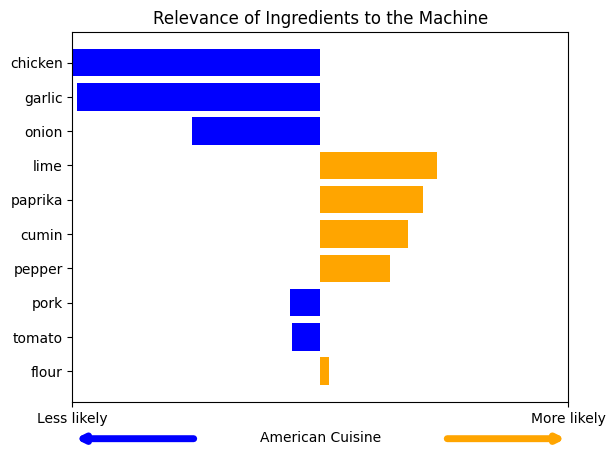 Relevance of Ingredients to the Machine
chicken
garlic
onion
lime
paprika
cumin
pepper
pork
tomato
flour
Less likely
More likely
American Cuisine